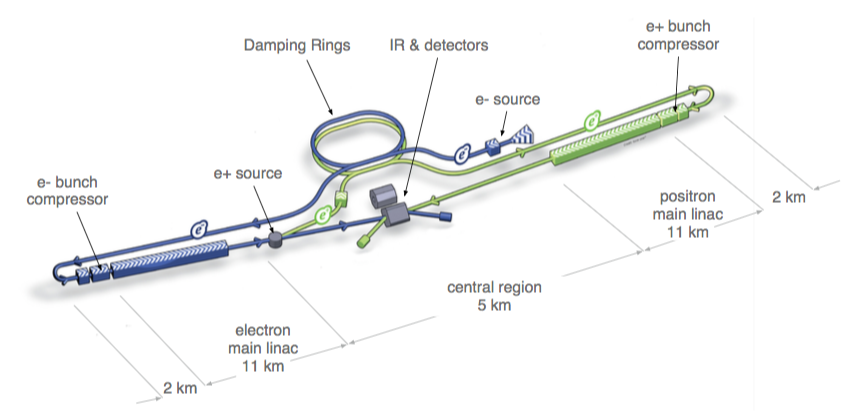 e+ bunch
compressor
Damping Rings
IR & detectors
e- source
e+ source
e- bunch
compressor
e-
e-
e+
e+
positron
main linac
11 km
2 km
central region
5 km
electron
main linac
11 km
2 km